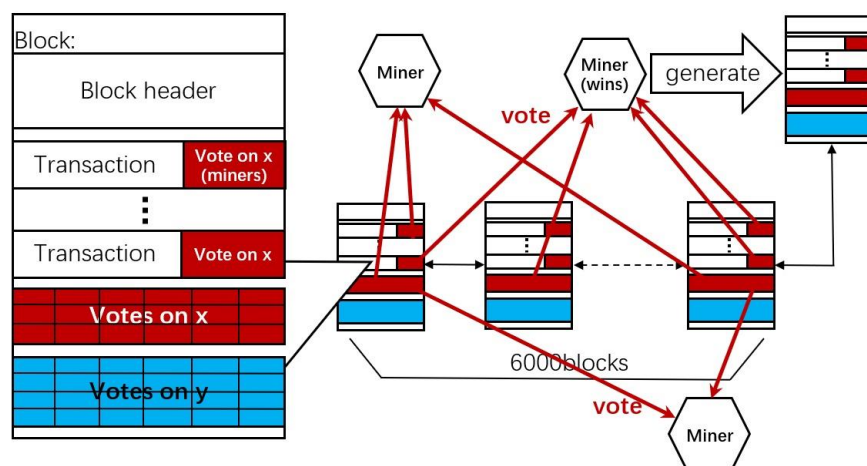 Block:
Block header
Transaction
Vote on x
(miners)
Transaction
Vote on x
Votes on x
Votes on y
Miner
Miner
(wins)
generate
vote
6000blocks
vote
Miner